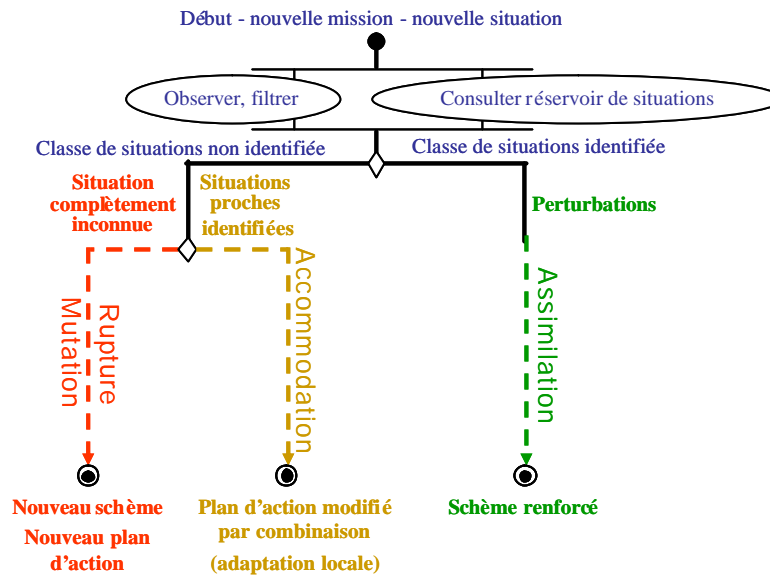 Début - nouvelle mission - nouvelle situation
Observer, filtrer
Consulter réservoir de situations
Classe de situations non identifiée
Classe de situations identifiée
Situation
complètement
inconnue
Situations
proches
identifiées
Perturbations
Rupture
Mutation
Accommodation
Assimilation
Nouveau schème
Nouveau plan
d'action
Plan d'action modifié
par combinaison
(adaptation locale)
Schème renforcé